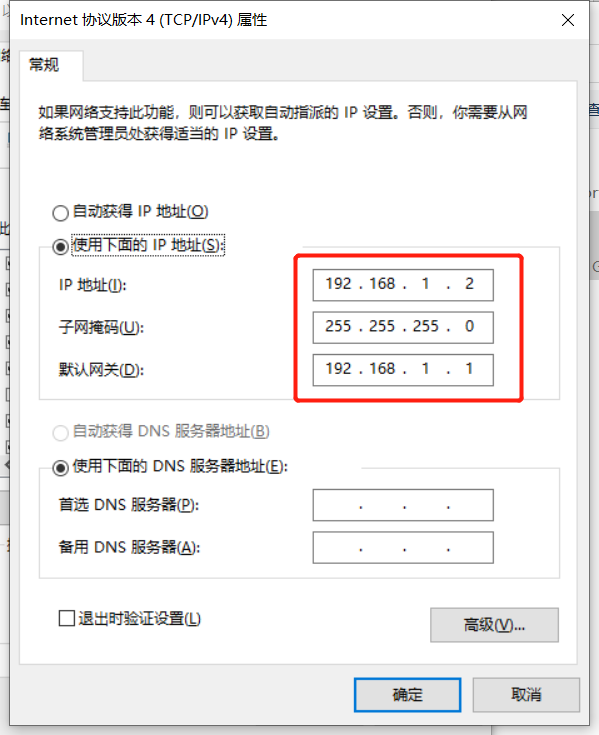 Internet 协议版本 4 (TCP/IPv4) 属性
常规
如果网络支持此功能，则可以获取自动指派的 IP 设置。否则，你需要从网
络系统管理员处获得适当的 IP 设置。
自动获得 IP 地址(O)
使用下面的 IP 地址(S):
IP 地址(I): 192 . 168 . 1 . 2
子网掩码(U): 255 . 255 . 255 . 0
默认网关(D): 192 . 168 . 1 . 1
自动获得 DNS 服务器地址(B)
使用下面的 DNS 服务器地址(E):
首选 DNS 服务器(P): . . .
备用 DNS 服务器(A): . . .
退出时验证设置(L)
高级(V)...
确定 取消